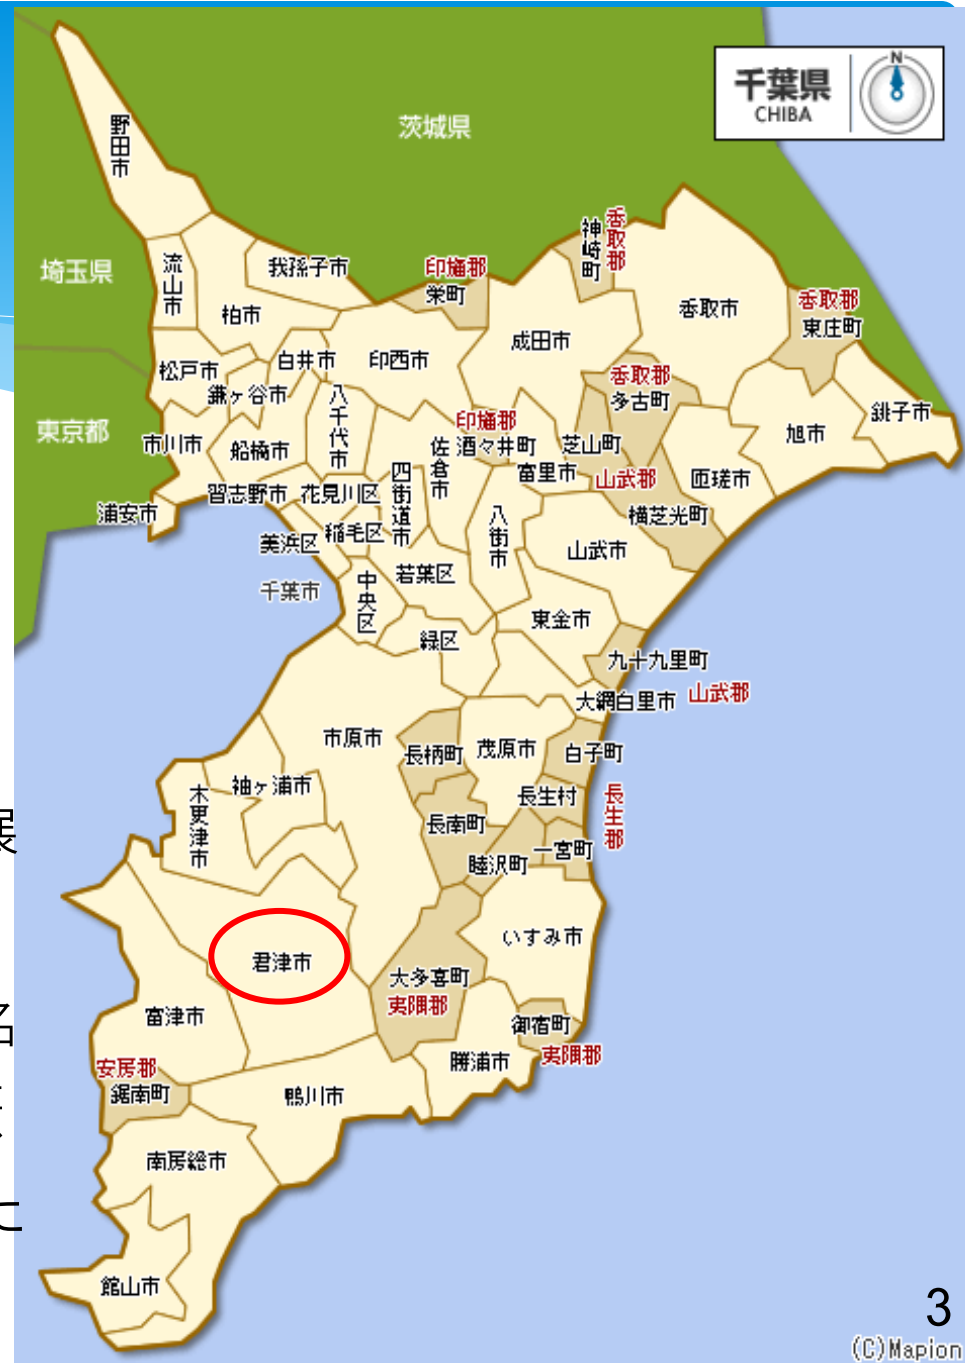 千葉県
CHIBA
N
茨城県
埼玉県
東京都
野田市
流山市
柏市
我孫子市
印旛郡
栄町
神崎町
香取郡
香取市
香取郡
東庄町
松戸市
鎌ヶ谷市
白井市
印西市
成田市
香取郡
多古町
銚子市
旭市
匝瑳市
市川市
船橋市
八千代市
佐倉市
印旛郡
酒々井町
富里市
芝山町
山武郡
横芝光町
浦安市
習志野市
花見川区
四街道市
八街市
山武市
美浜区
稲毛区
若葉区
千葉市
中央区
緑区
東金市
九十九里町
大網白里市
山武郡
市原市
長柄町
茂原市
白子町
袖ヶ浦市
木更津市
長生村
長生郡
長南町
一宮町
睦沢町
いすみ市
君津市
大多喜町
夷隅郡
富津市
御宿町
夷隅郡
勝浦市
安房郡
鋸南町
鴨川市
南房総市
館山市
に
3
(C)Mapion